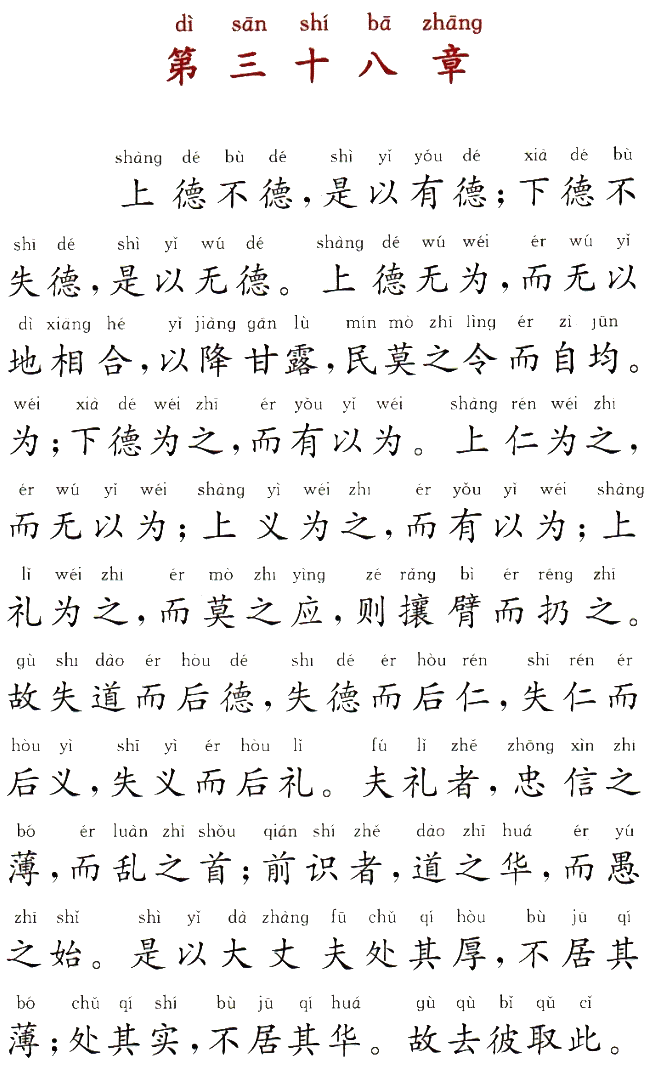 dì sān shí bā zhāng
第三十八章
shàng dé bù dé shì yǐ yǒu dé xià dé bù
上德不德，是以有德；下德不
shī dé shì yǐ wú dé shàng dé wú wéi ér wú yǐ
失德，是以无德。上德无为，而无以
dì xiāng hé yǐ jiàng gān lù mín mò zhī lìng ér zì jūn
地相合，以降甘露，民莫之令而自均。
wéi xià dé wéi zhī ér yǒu yǐ wéi shàng rén wéi zhī
为；下德为之，而有以为。上仁为之，
ér wú yǐ wéi shàng yì wéi zhī ér yǒu yǐ wéi shàng
而无以为；上义为之，而有以为；上
lǐ wéi zhī ér mò zhī yìng zé rǎng bì ér rēng zhī
礼为之，而莫之应，则攘臂而扔之。
gù shī dào ér hòu dé shī dé ér hòu rén shī rén ér
故失道而后德，失德而后仁，失仁而
hòu yì shī yì ér hòu lǐ fú lǐ zhě zhōng xìn zhī
后义，失义而后礼。夫礼者，忠信之
bó ér luàn zhī shǒu qián shí zhě dào zhī huá ér yú
薄，而乱之首；前识者，道之华，而愚
zhī shǐ shì yǐ dà zhàng fū chǔ qí hòu bù jū qí
之始。是以大丈夫处其厚，不居其
bó chǔ qí shí bù jū qí huá gù qù bǐ qǔ cǐ
薄；处其实，不居其华。故去彼取此。